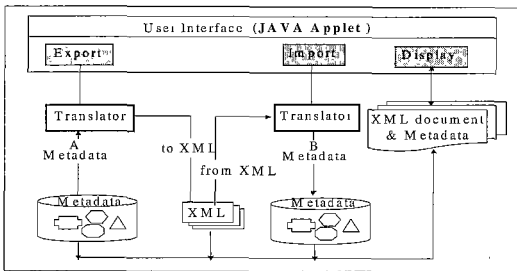 User Interface (JAVA Applet)
Export
Import
Display
Translator
Translator
XML document
& Metadata
A
Metadata
to XML
from XML
B
Metadata
Metadata
XML
Metadata